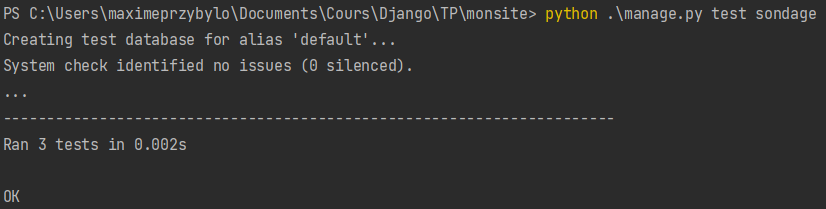 PS C:\Users\maximeprzybylo\Documents\Cours\Django\TP\monsite> python .\manage.py test sondage
Creating test database for alias 'default'...
System check identified no issues (0 silenced).
...
----------------------------------------------------------------------
Ran 3 tests in 0.002s
OK